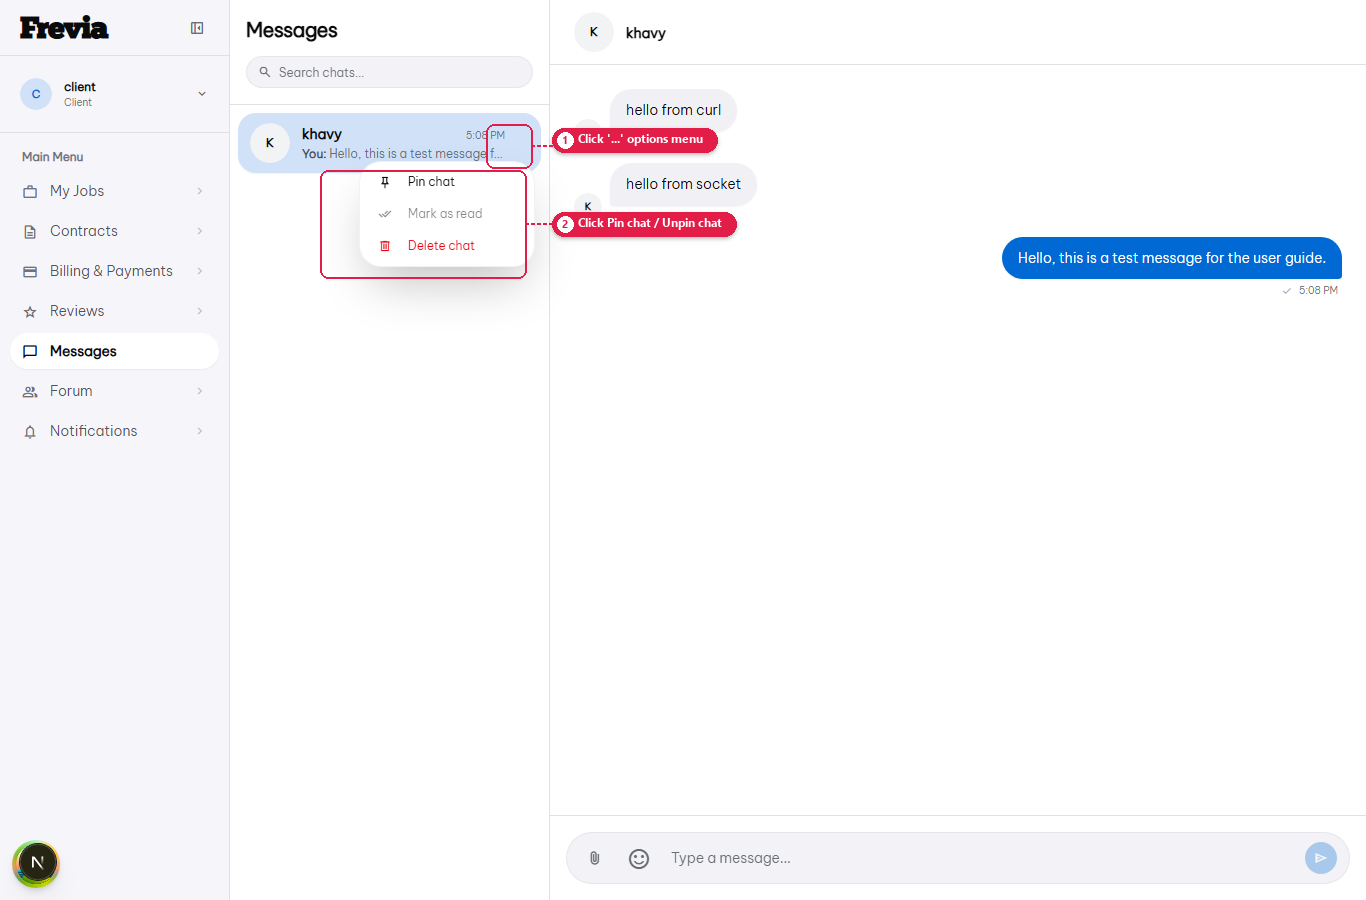 Frevia
C
client
Client
Main Menu
My Jobs
Contracts
Billing & Payments
Reviews
Messages
Forum
Notifications
N
Messages
Search chats...
K
khavy
5:08 PM
You: Hello, this is a test message f...
Pin chat
Mark as read
Delete chat
1 Click '...' options menu
2 Click Pin chat / Unpin chat
K
khavy
hello from curl
hello from socket
K
Hello, this is a test message for the user guide.
5:08 PM
Type a message...